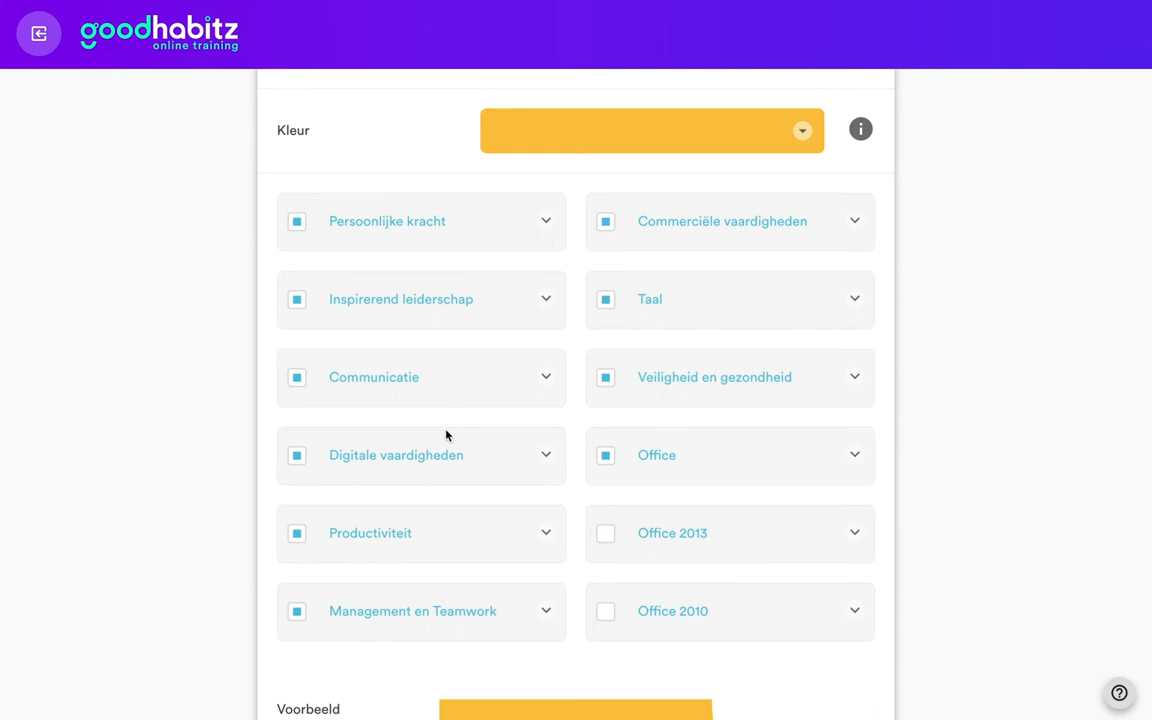 goodhabitz
online training
Kleur
Persoonlijke kracht
Commerciële vaardigheden
Inspirerend leiderschap
Taal
Communicatie
Veiligheid en gezondheid
Digitale vaardigheden
Office
Productiviteit
Office 2013
Management en Teamwork
Office 2010
Voorbeeld